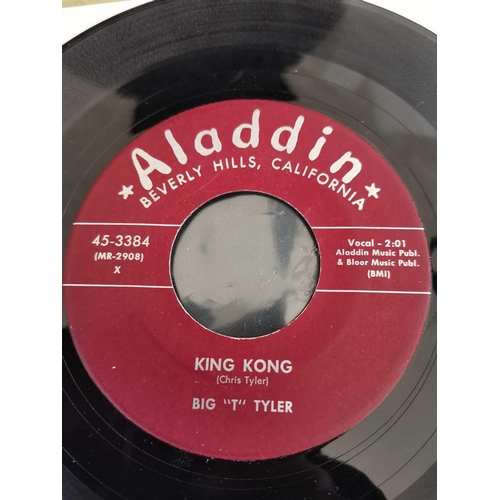 ★Aladdin★
BEVERLY HILLS, CALIFORNIA
45-3384
(MR-2908)
X
Vocal - 2:01
Aladdin Music Publ.
& Bloor Music Publ.
(BMI)
KING KONG
(Chris Tyler)
BIG "T" TYLER